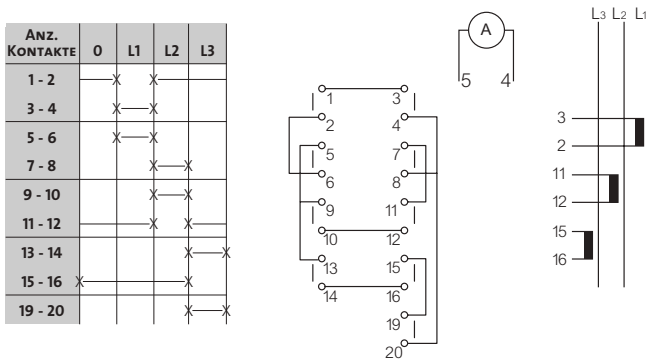 ANZ. KONTAKTE 0 L1 L2 L3
1 - 2 X X
3 - 4 X X
5 - 6 X X
7 - 8 X X
9 - 10 X X
11 - 12 X X
13 - 14 X X
15 - 16 X X
19 - 20 X X
A
5 4
1 3
2 4
5 7
6 8
9 11
10 12
13 15
14 16
19
20
L3 L2 L1
3
2
11
12
15
16